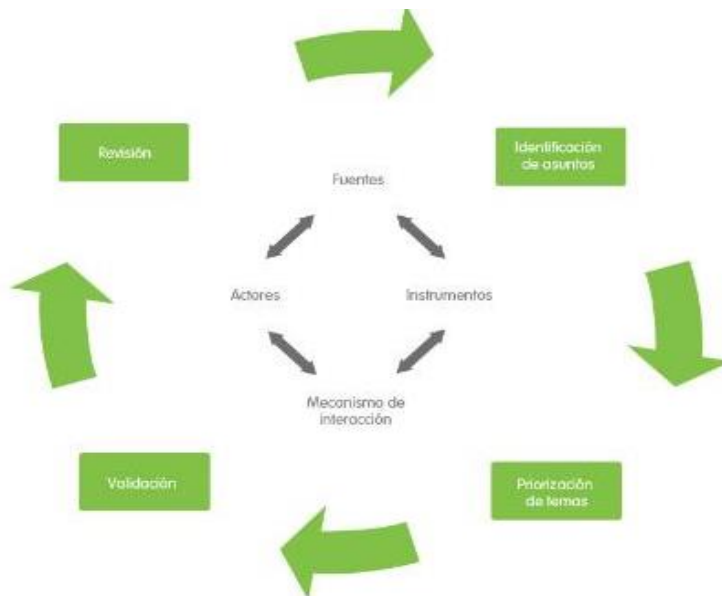 Revisión
Identificación
de asuntos
Fuentes
Actores
Instrumentos
Mecanismo de
interacción
Validación
Priorización
de temas